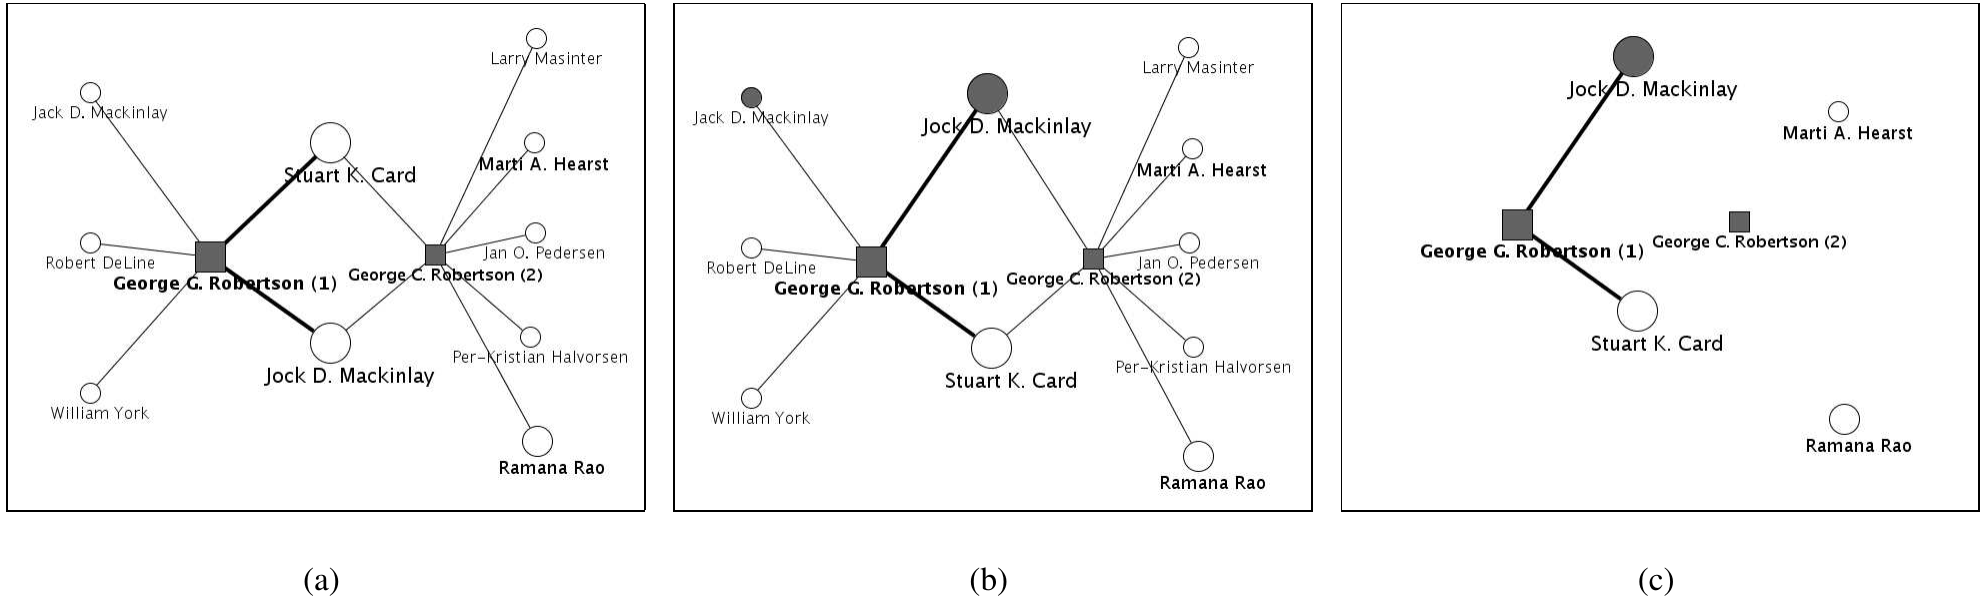 Larry Masinter
Jack D. Mackinlay
Stuart K. Card
Marti A. Hearst
Robert DeLine
Jan O. Pedersen
George G. Robertson (1)
George C. Robertson (2)
Per-Kristian Halvorsen
Jock D. Mackinlay
William York
Ramana Rao
(a)
Larry Masinter
Jack D. Mackinlay
Jock D. Mackinlay
Marti A. Hearst
Robert DeLine
Jan O. Pedersen
George G. Robertson (1)
George C. Robertson (2)
Per-Kristian Halvorsen
Stuart K. Card
William York
Ramana Rao
(b)
Jock D. Mackinlay
Marti A. Hearst
George G. Robertson (1)
George C. Robertson (2)
Stuart K. Card
Ramana Rao
(c)